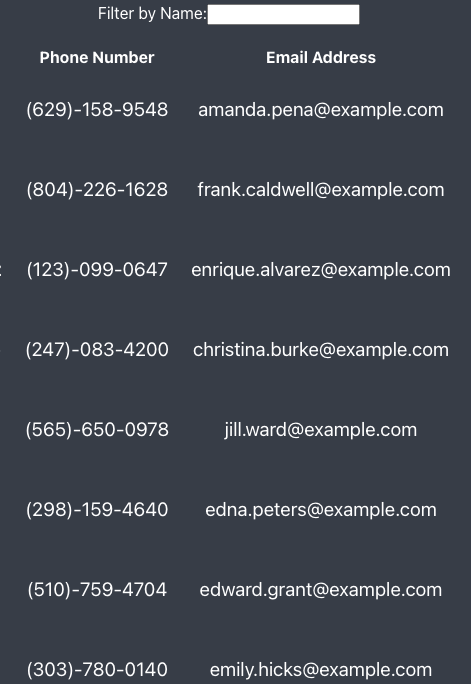 Filter by Name:
Phone Number Email Address
(629)-158-9548 amanda.pena@example.com
(804)-226-1628 frank.caldwell@example.com
(123)-099-0647 enrique.alvarez@example.com
(247)-083-4200 christina.burke@example.com
(565)-650-0978 jill.ward@example.com
(298)-159-4640 edna.peters@example.com
(510)-759-4704 edward.grant@example.com
(303)-780-0140 emily.hicks@example.com